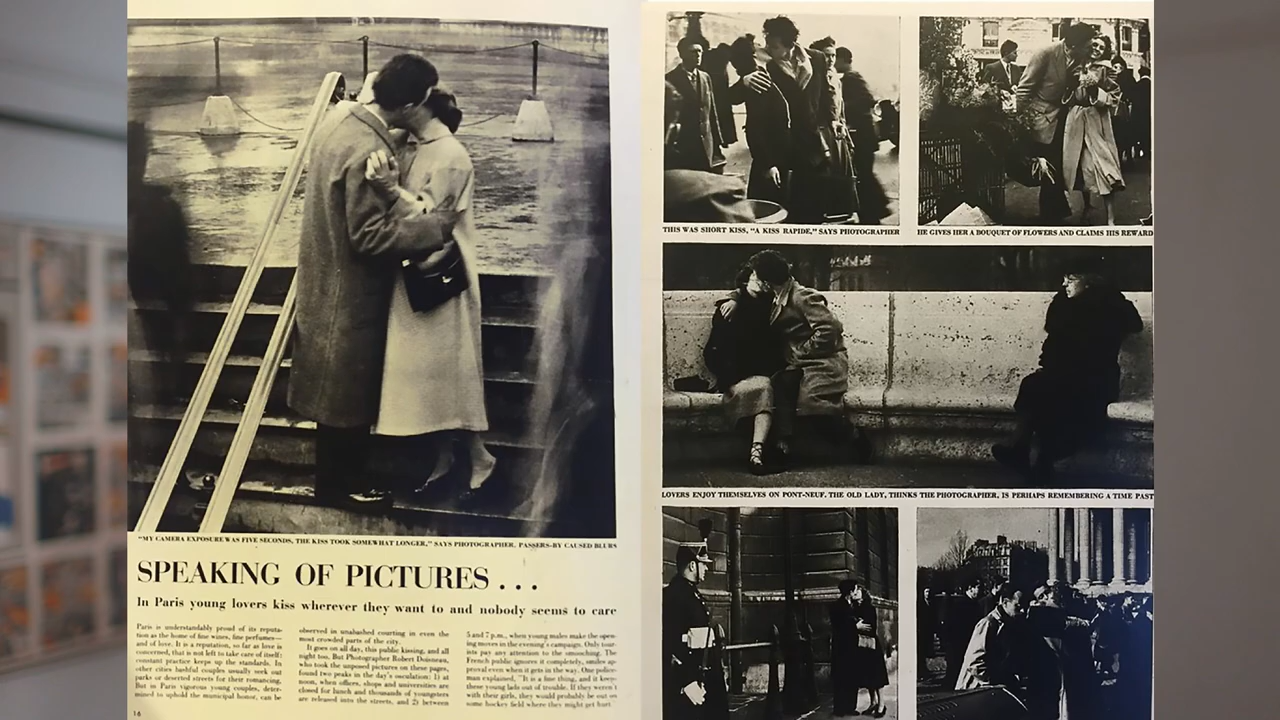 "MY CAMERA EXPOSURE WAS FIVE SECONDS, THE KISS TOOK SOMEWHAT LONGER," SAYS PHOTOGRAPHER. PASSERS-BY CAUSED BLURS
SPEAKING OF PICTURES . . .
In Paris young lovers kiss wherever they want to and nobody seems to care
Paris is understandably proud of its reputa-
tion as the home of fine wines, fine perfumes—
and of love. It is a reputation, so far as love is
concerned, that is not left to take care of itself:
constant practice keeps up the standards. In
other cities bashful couples usually seek out
parks or deserted streets for their romancing.
But in Paris vigorous young couples, deter-
mined to uphold the municipal honor, can be
observed in unabashed courting in even the
most crowded parts of the city.
It goes on all day, this public kissing, and all
night too. But Photographer Robert Doisneau,
who took the unposed pictures on these pages,
found two peaks in the day's osculation: 1) at
noon, when offices, shops and universities are
closed for lunch and thousands of youngsters
are released into the streets, and 2) between
5 and 7 p.m., when young males make the open-
ing moves in the evening's campaign. Only tour-
ists pay any attention to the smooching. The
French public ignores it completely, smiles ap-
proval even when it gets in the way. One police-
man explained, "It is a fine thing, and it keeps
these young lads out of trouble. If they weren't
with their girls, they would probably be out on
some hockey field where they might get hurt."
16
THIS WAS SHORT KISS, "A KISS RAPIDE," SAYS PHOTOGRAPHER
HE GIVES HER A BOUQUET OF FLOWERS AND CLAIMS HIS REWARD
LOVERS ENJOY THEMSELVES ON PONT-NEUF. THE OLD LADY, THINKS THE PHOTOGRAPHER, IS PERHAPS REMEMBERING A TIME PAST